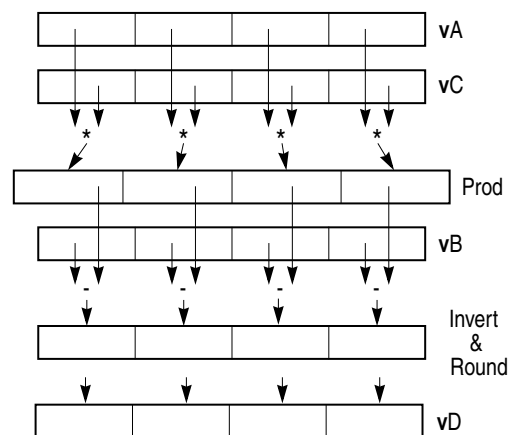 vA
vC
* * * *
Prod
vB
- - - -
Invert
&
Round
vD